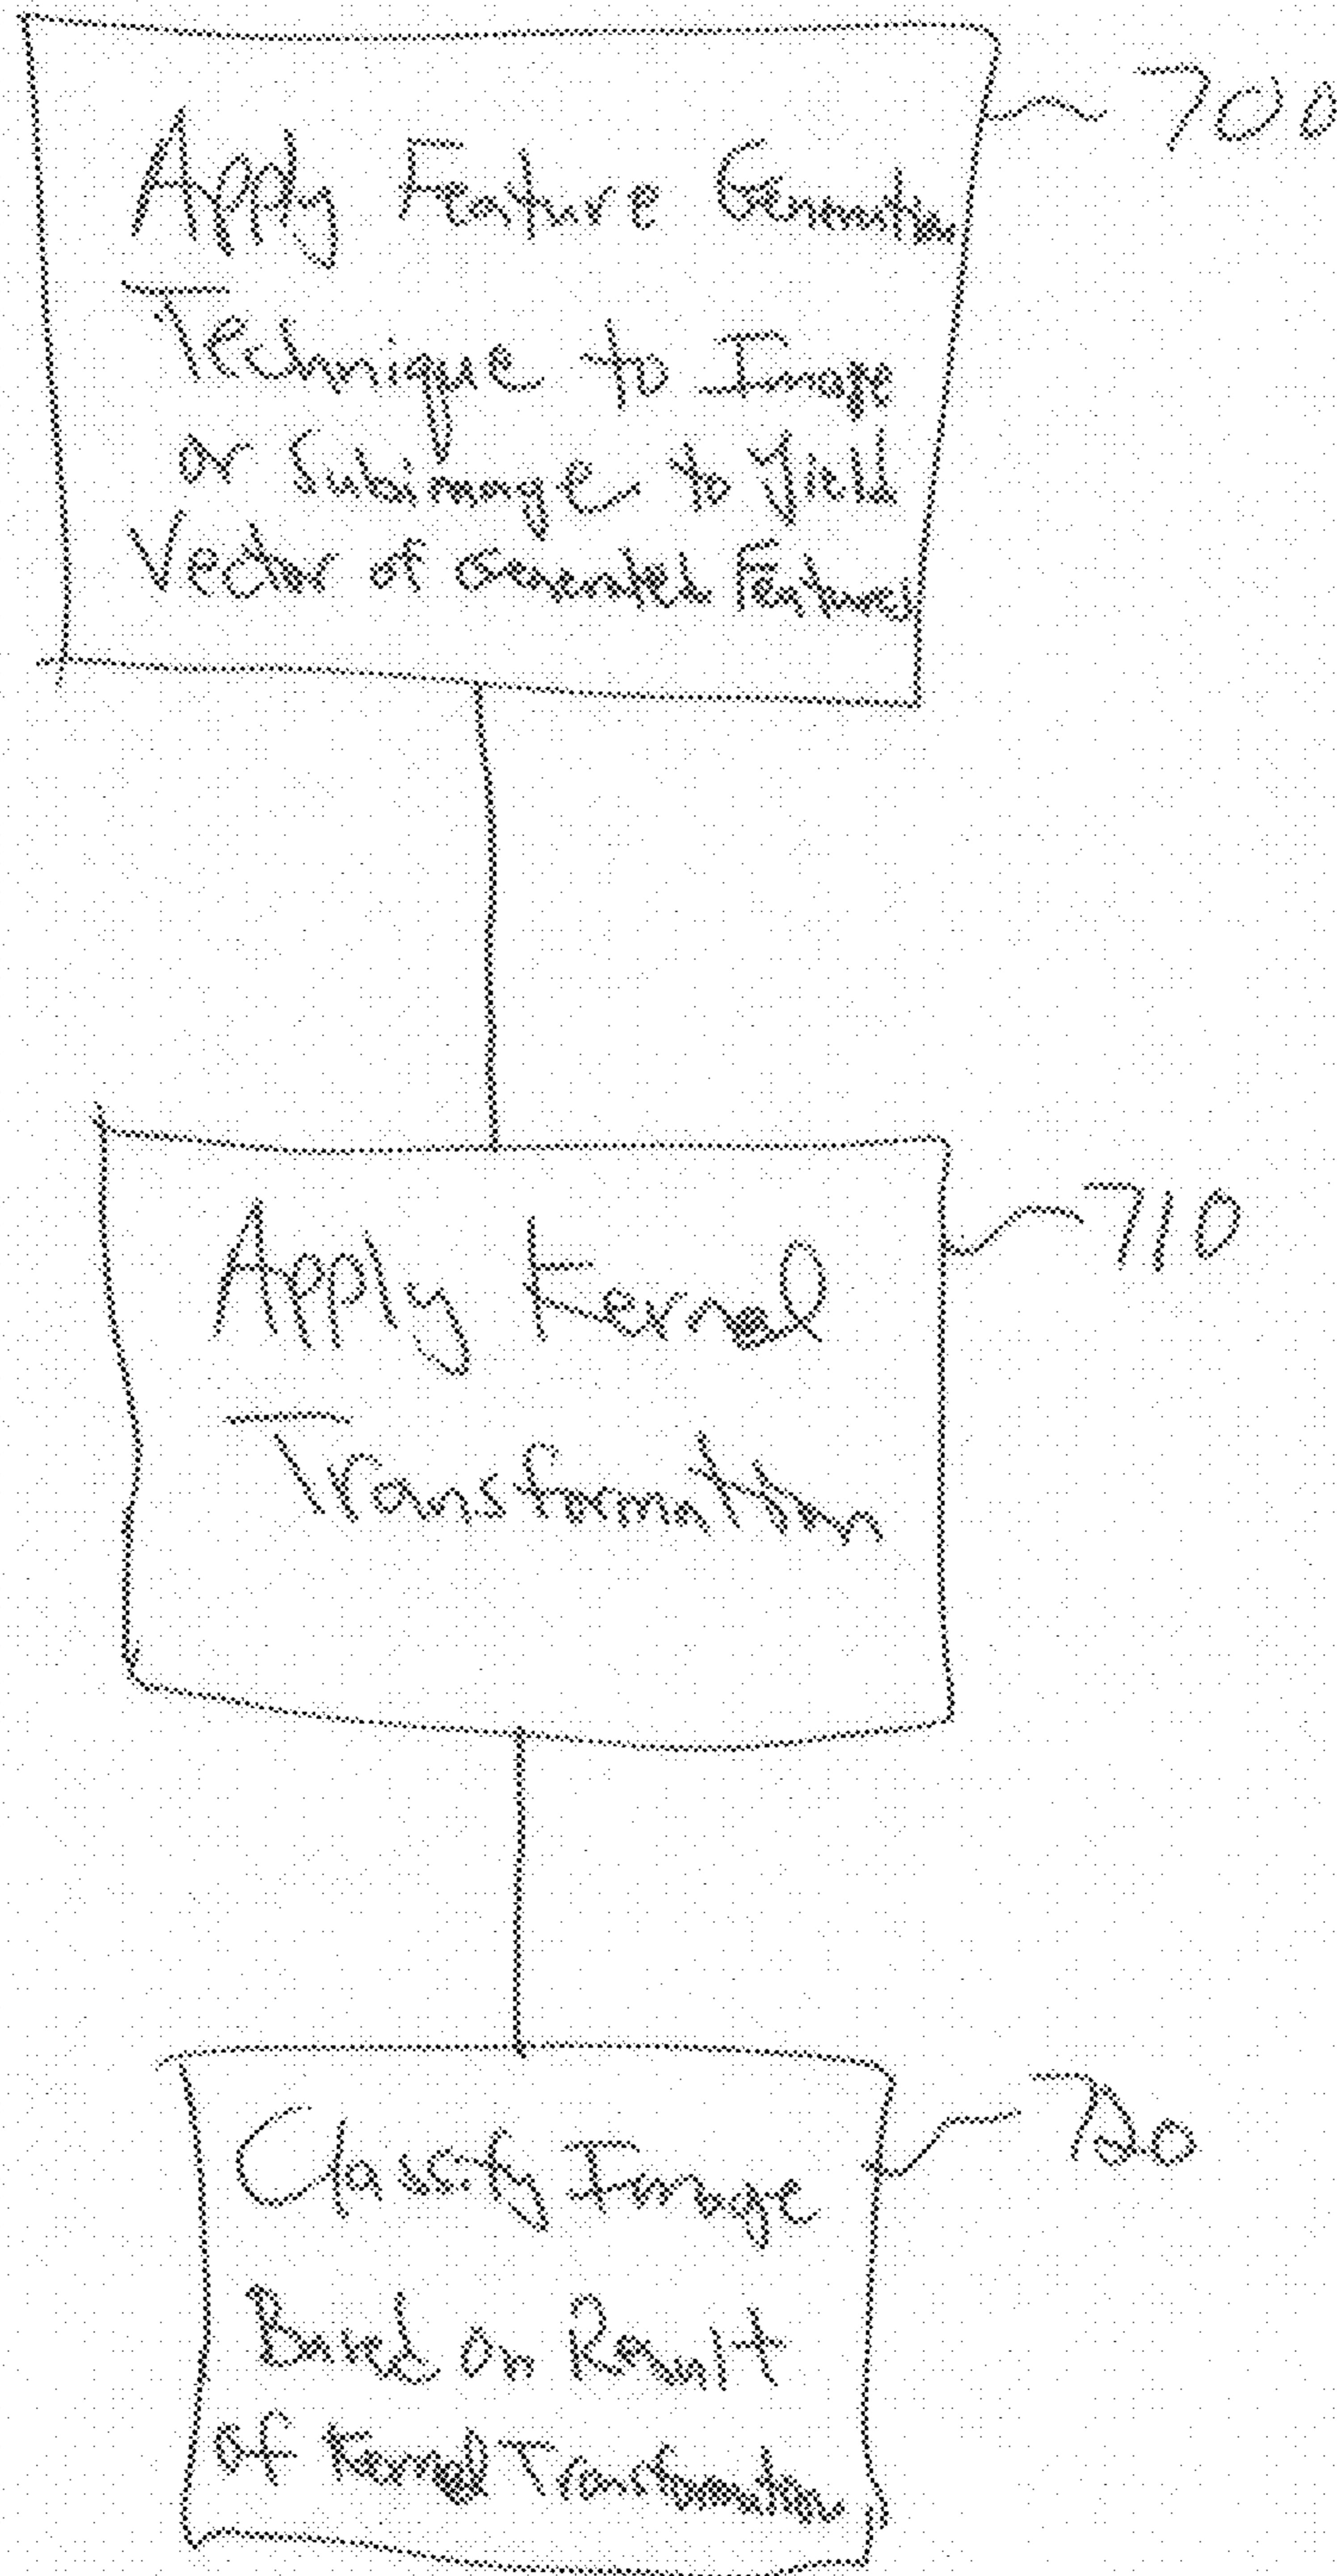 Apply Feature Generation
700
Technique to Image
or Subimage to Yield
Vector of Generated Features
Apply Kernel
710
Transformation
Classify Image
720
Based on Result
of Kernel Transformation